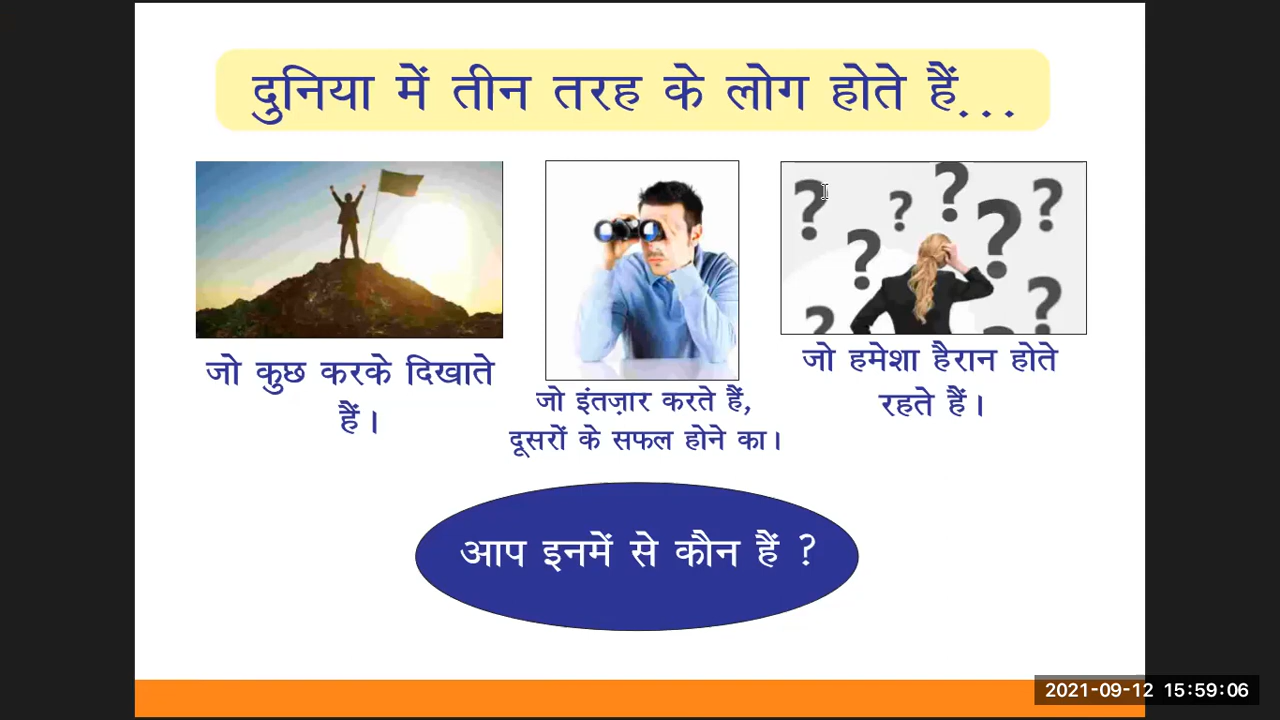 दुनिया में तीन तरह के लोग होते हैं...
जो कुछ करके दिखाते
हैं।
जो इंतज़ार करते हैं,
दूसरों के सफल होने का।
जो हमेशा हैरान होते
रहते हैं।
आप इनमें से कौन हैं ?
2021-09-12 15:59:06